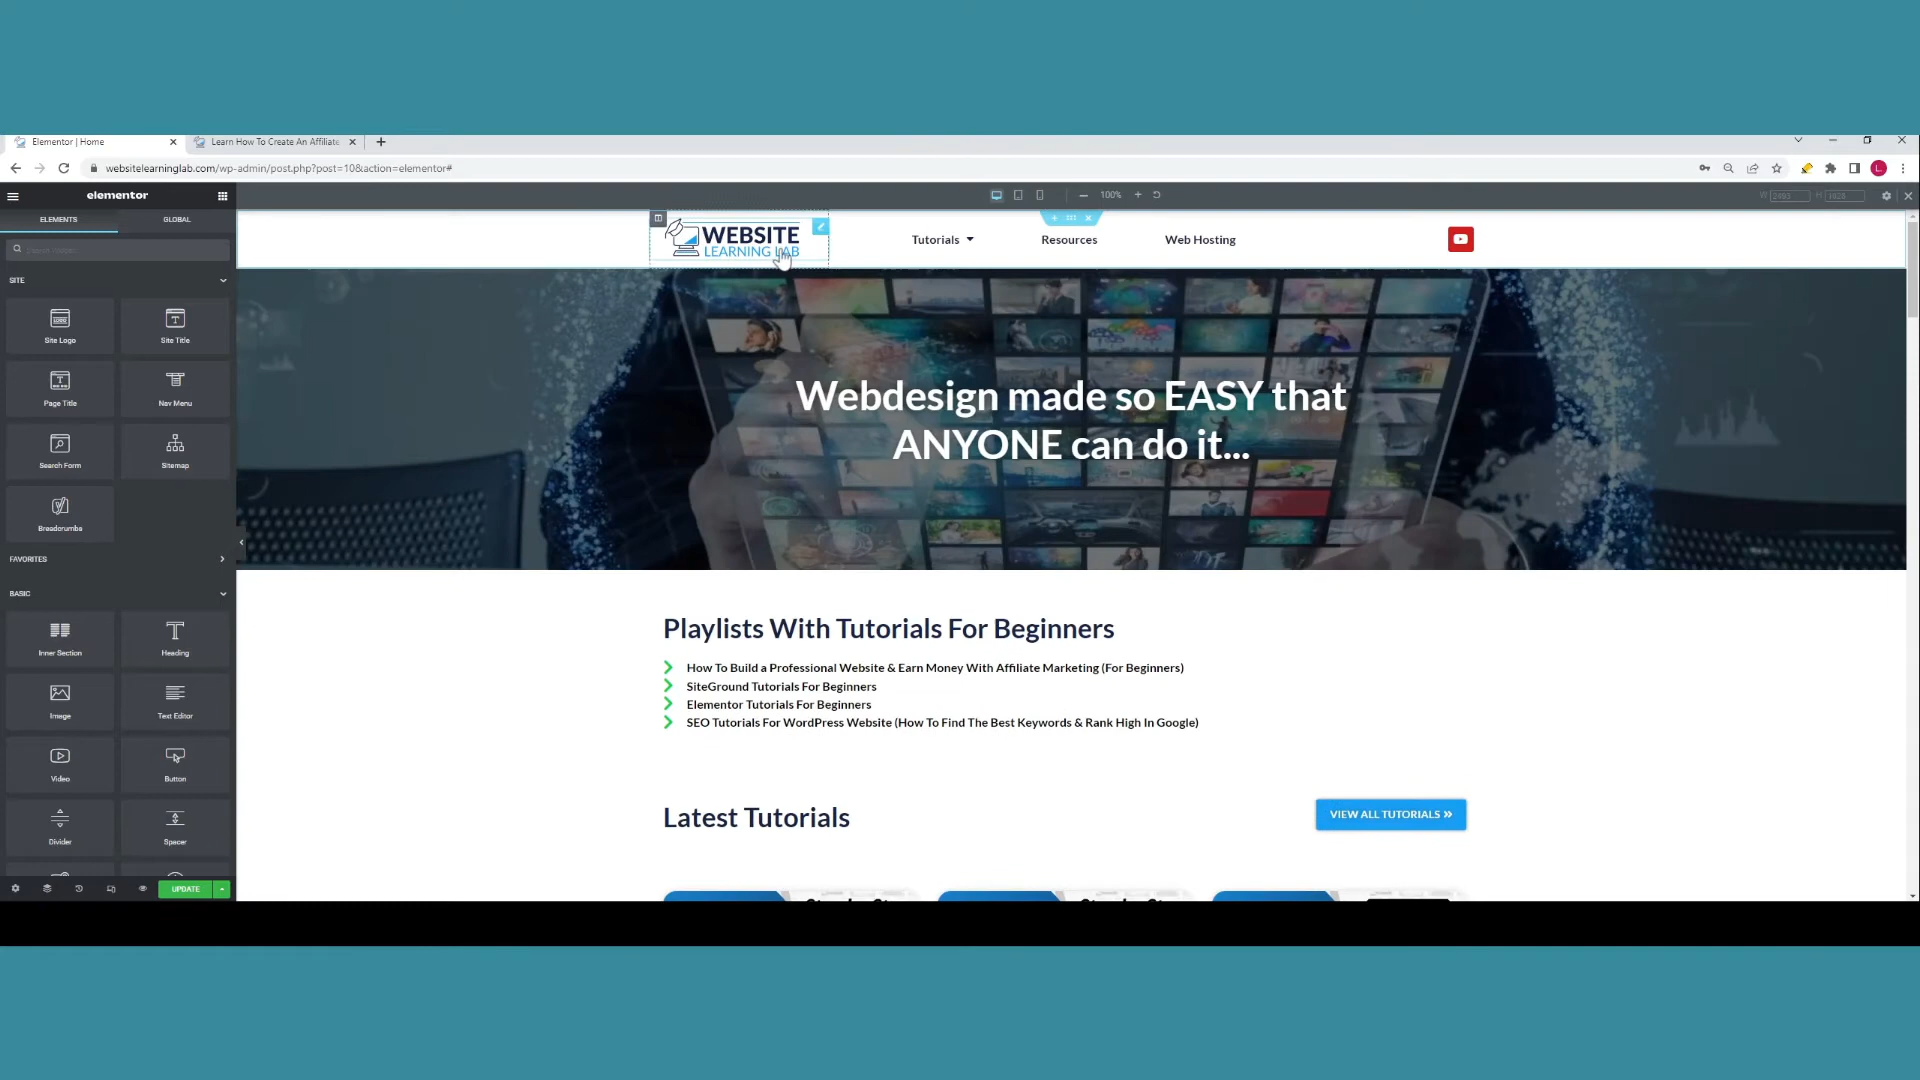 Elementor | Home
Learn How To Create An Affiliate
websitelearninglab.com/wp-admin/post.php?post=10&action=elementor#
L
elementor
100%
W
H
ELEMENTS
GLOBAL
SITE
Site Logo
Site Title
Page Title
Nav Menu
Search Form
Sitemap
Breadcrumbs
FAVORITES
BASIC
Inner Section
Heading
Image
Text Editor
Video
Button
Divider
Spacer
UPDATE
WEBSITE
LEARNING LAB
Tutorials
Resources
Web Hosting
Webdesign made so EASY that
ANYONE can do it...
Playlists With Tutorials For Beginners
How To Build a Professional Website & Earn Money With Affiliate Marketing (For Beginners)
SiteGround Tutorials For Beginners
Elementor Tutorials For Beginners
SEO Tutorials For WordPress Website (How To Find The Best Keywords & Rank High In Google)
Latest Tutorials
VIEW ALL TUTORIALS »